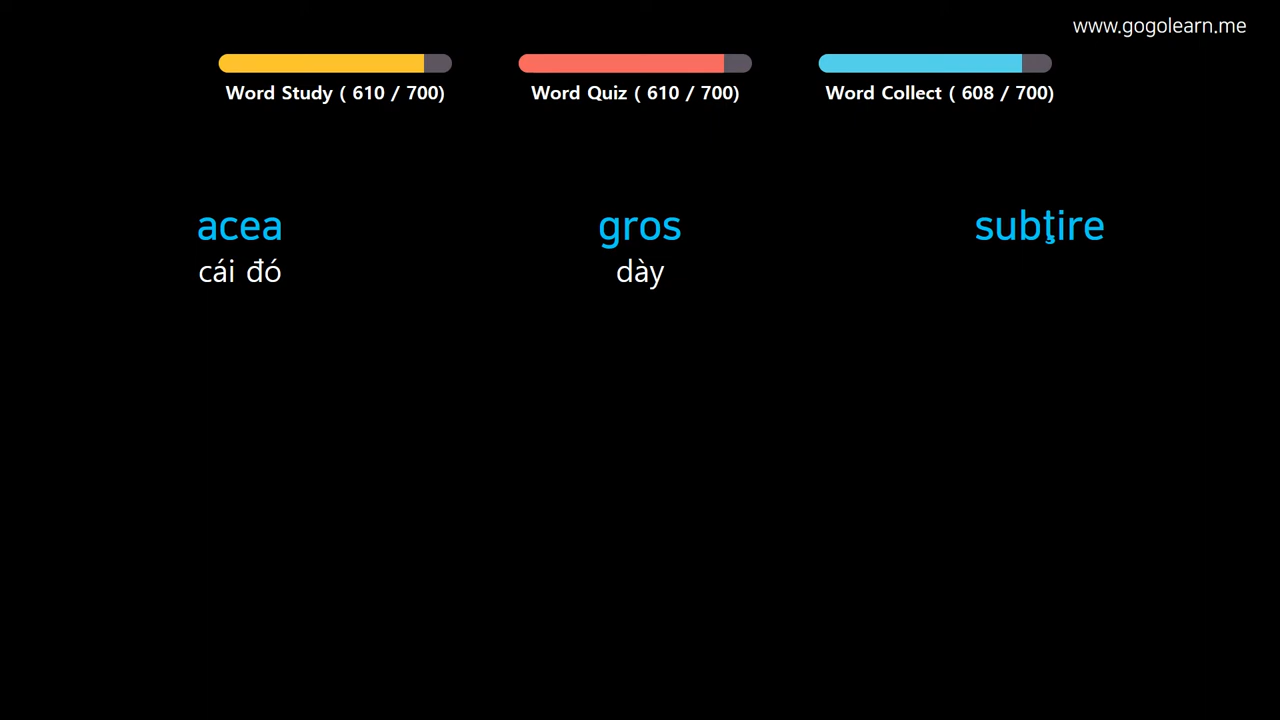 www.gogolearn.me
Word Study ( 610 / 700)
Word Quiz ( 610 / 700)
Word Collect ( 608 / 700)
acea
gros
subţire
cái đó
dày